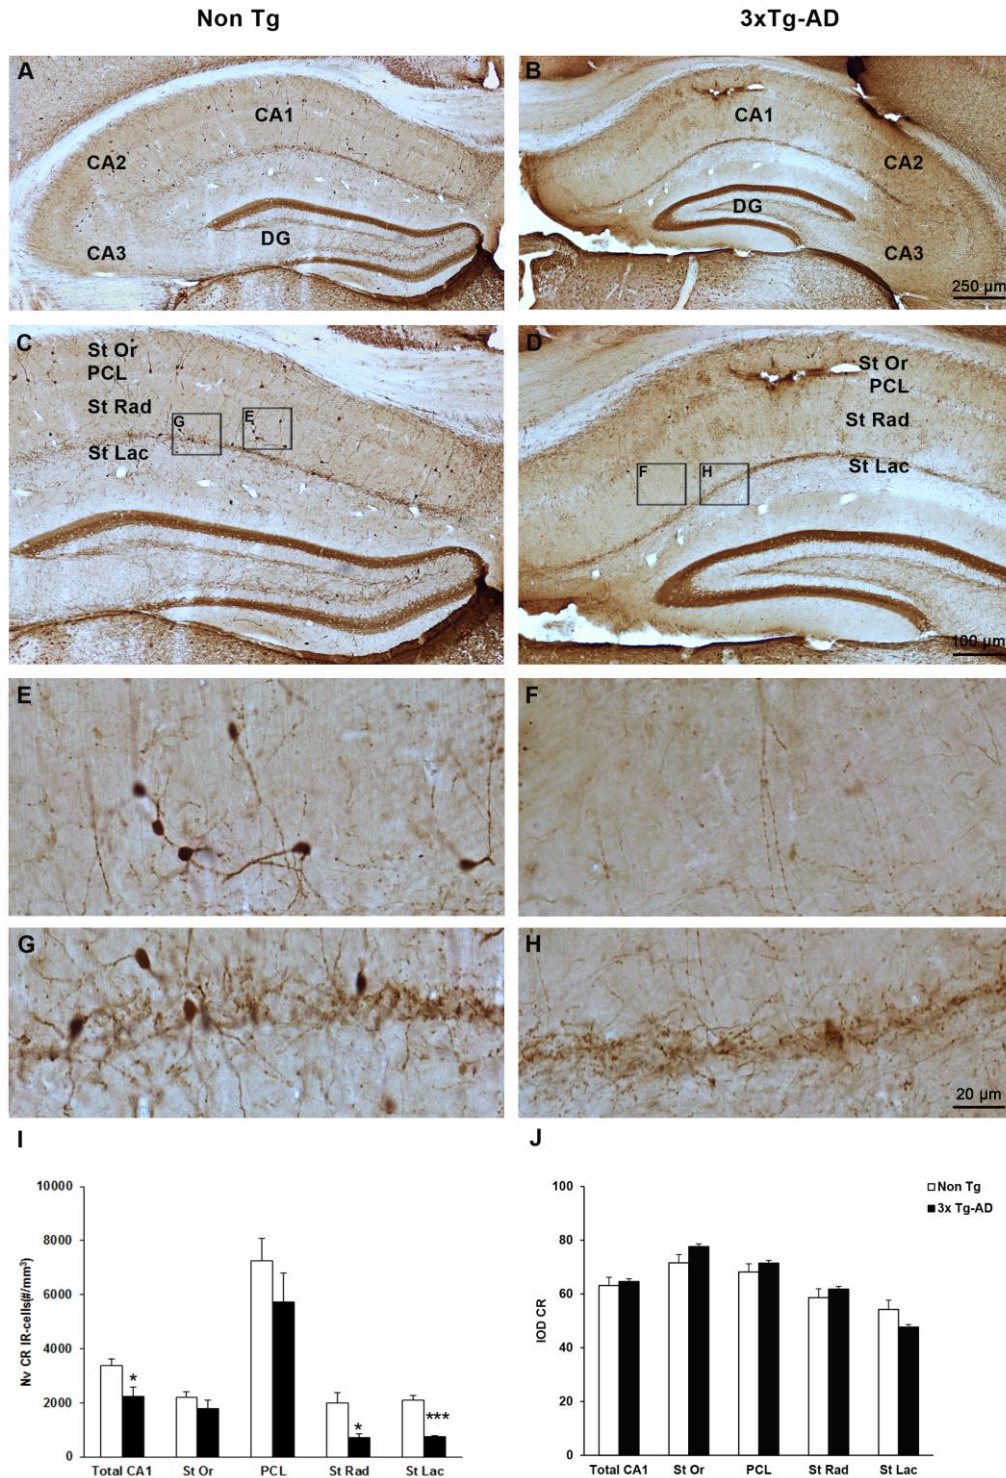 Non Tg 3xTg-AD
A B
CA1 CA1
CA2 CA2
DG DG
CA3 CA3
250 µm
C D
St Or St Or
PCL PCL
St Rad St Rad
G E
St Lac St Lac
F H
100 µm
E F
G H
20 µm
I J
10000
8000
6000
4000
2000
0
Nv CR IR-cells(#/mm³)
* * ***
Total CA1 St Or PCL St Rad St Lac
100
80
60
40
20
0
IOD CR
Non Tg
3x Tg-AD
Total CA1 St Or PCL St Rad St Lac